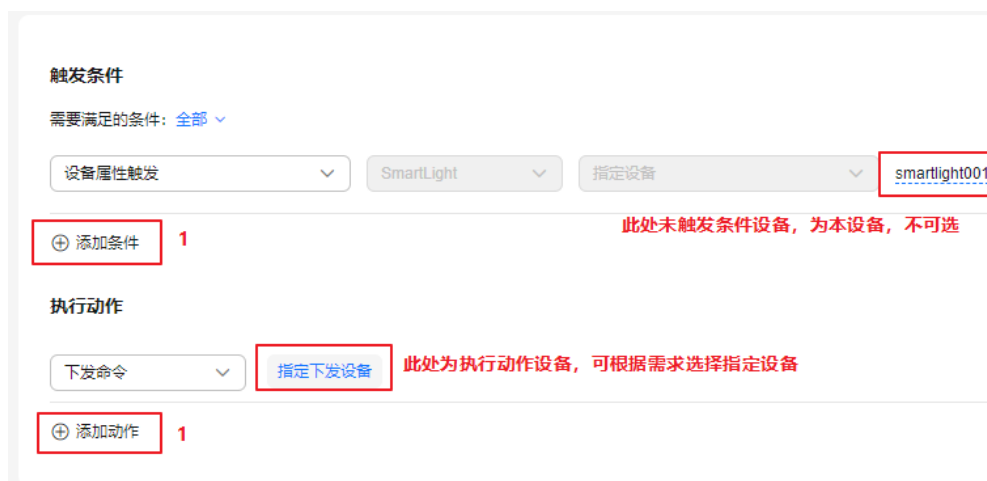 触发条件
需要满足的条件：全部
设备属性触发 SmartLight 指定设备 smartlight001
此处未触发条件设备，为本设备，不可选
添加条件 1
执行动作
下发命令 指定下发设备 此处为执行动作设备，可根据需求选择指定设备
添加动作 1